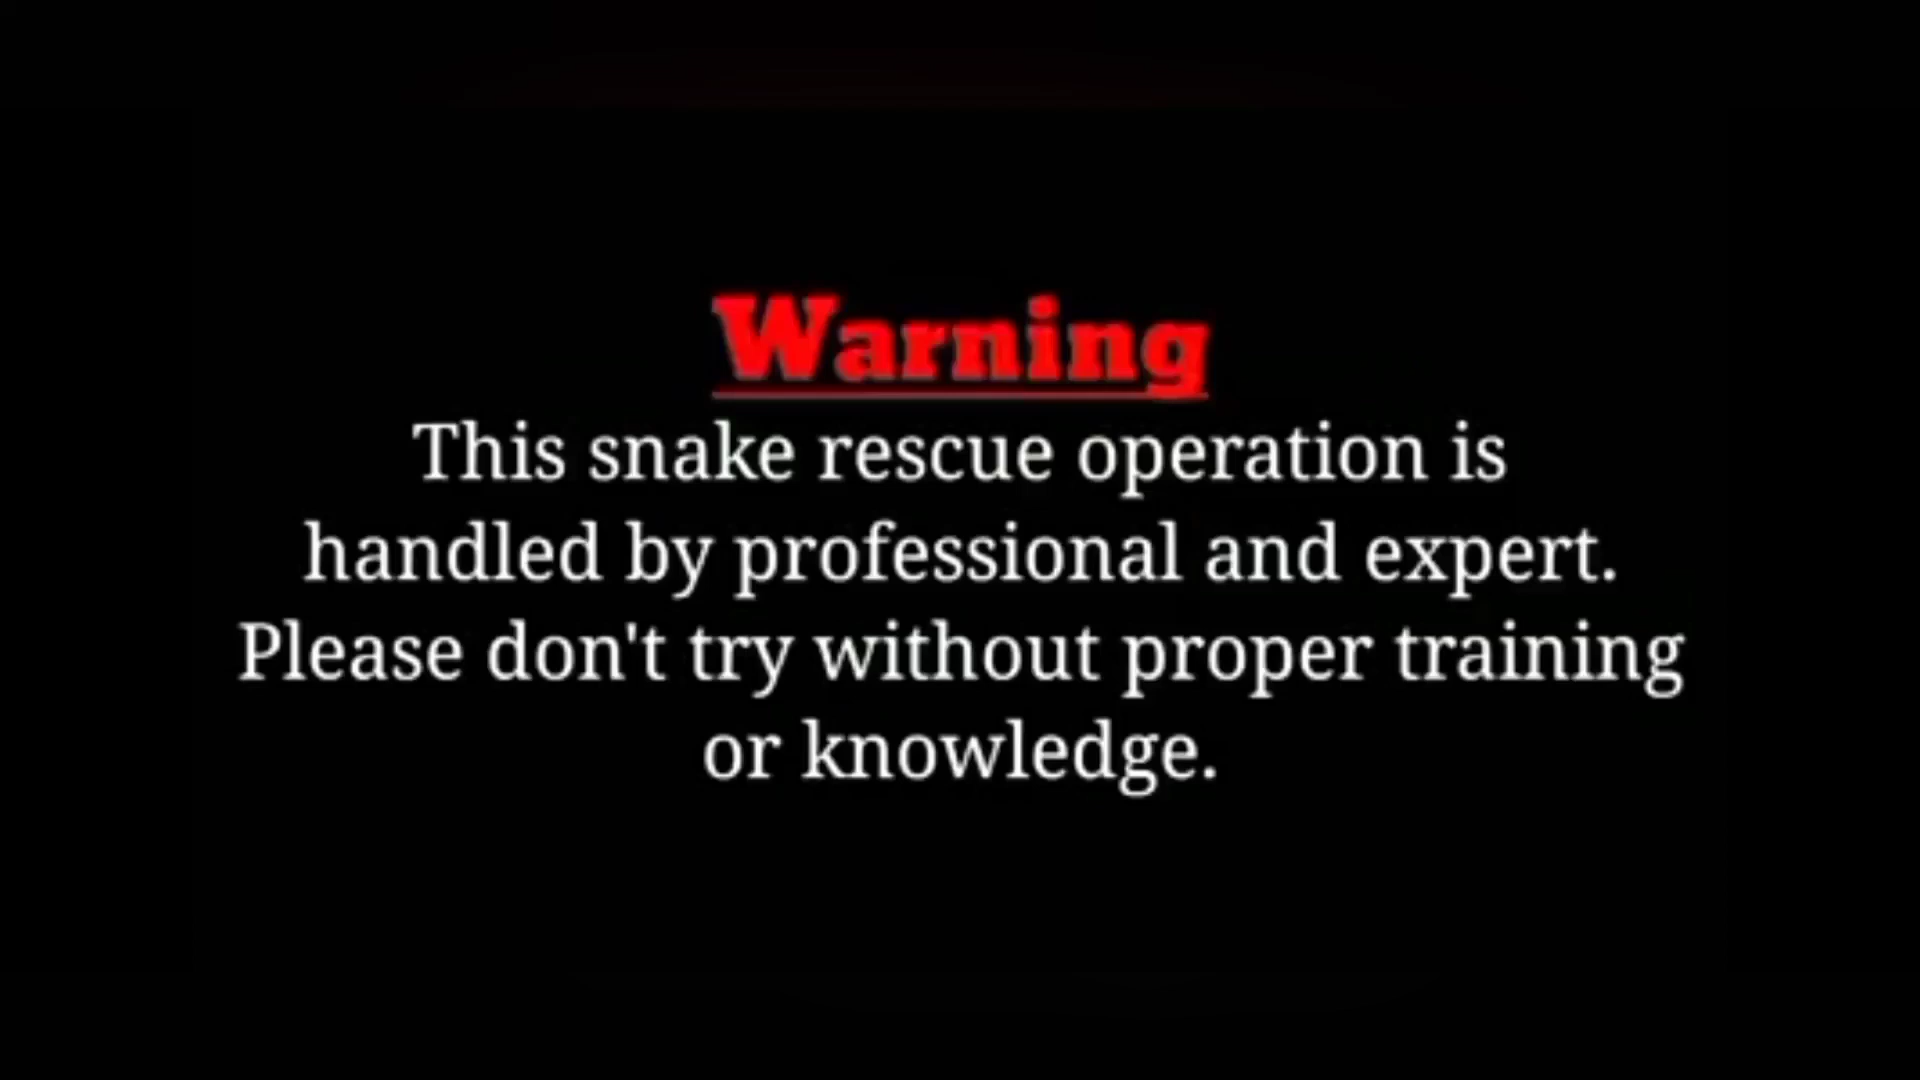 Warning
This snake rescue operation is
handled by professional and expert.
Please don't try without proper training
or knowledge.